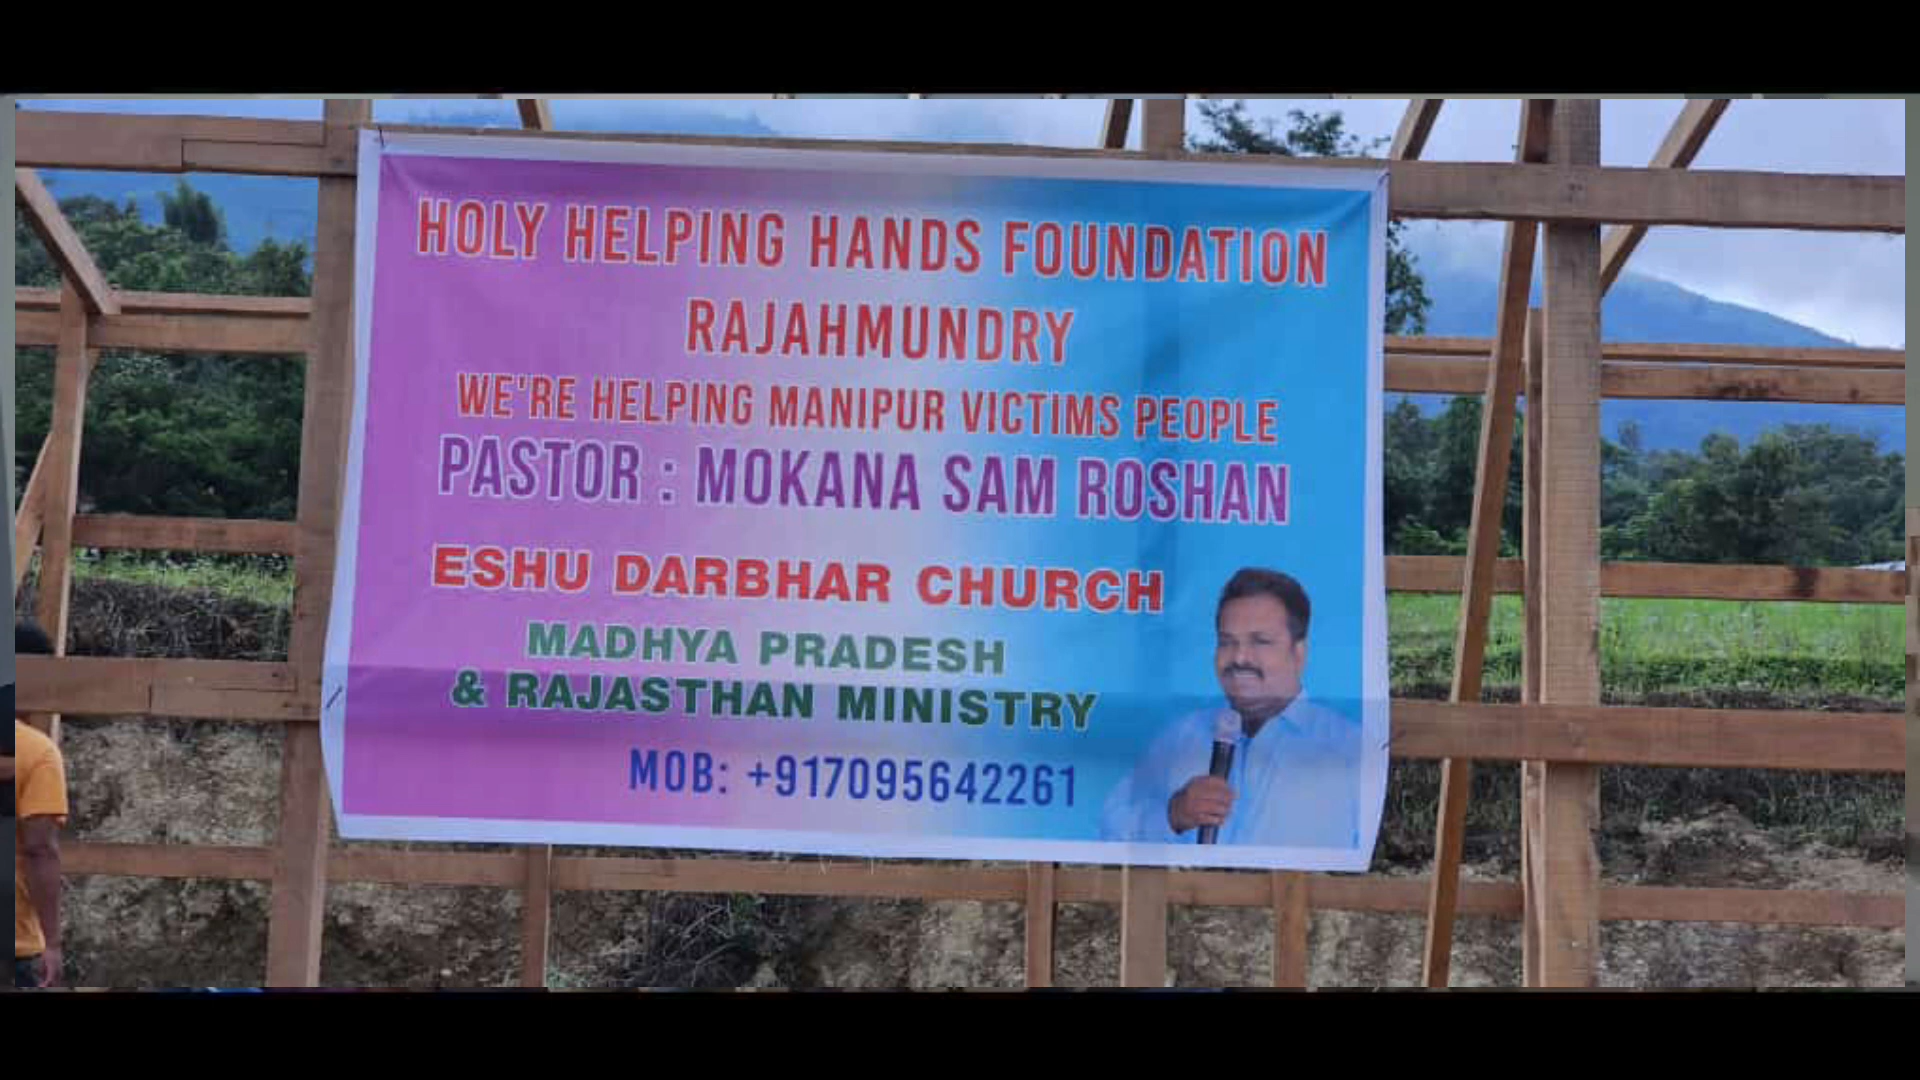 HOLY HELPING HANDS FOUNDATION
RAJAHMUNDRY
WE'RE HELPING MANIPUR VICTIMS PEOPLE
PASTOR : MOKANA SAM ROSHAN
ESHU DARBHAR CHURCH
MADHYA PRADESH
& RAJASTHAN MINISTRY
MOB: +917095642261